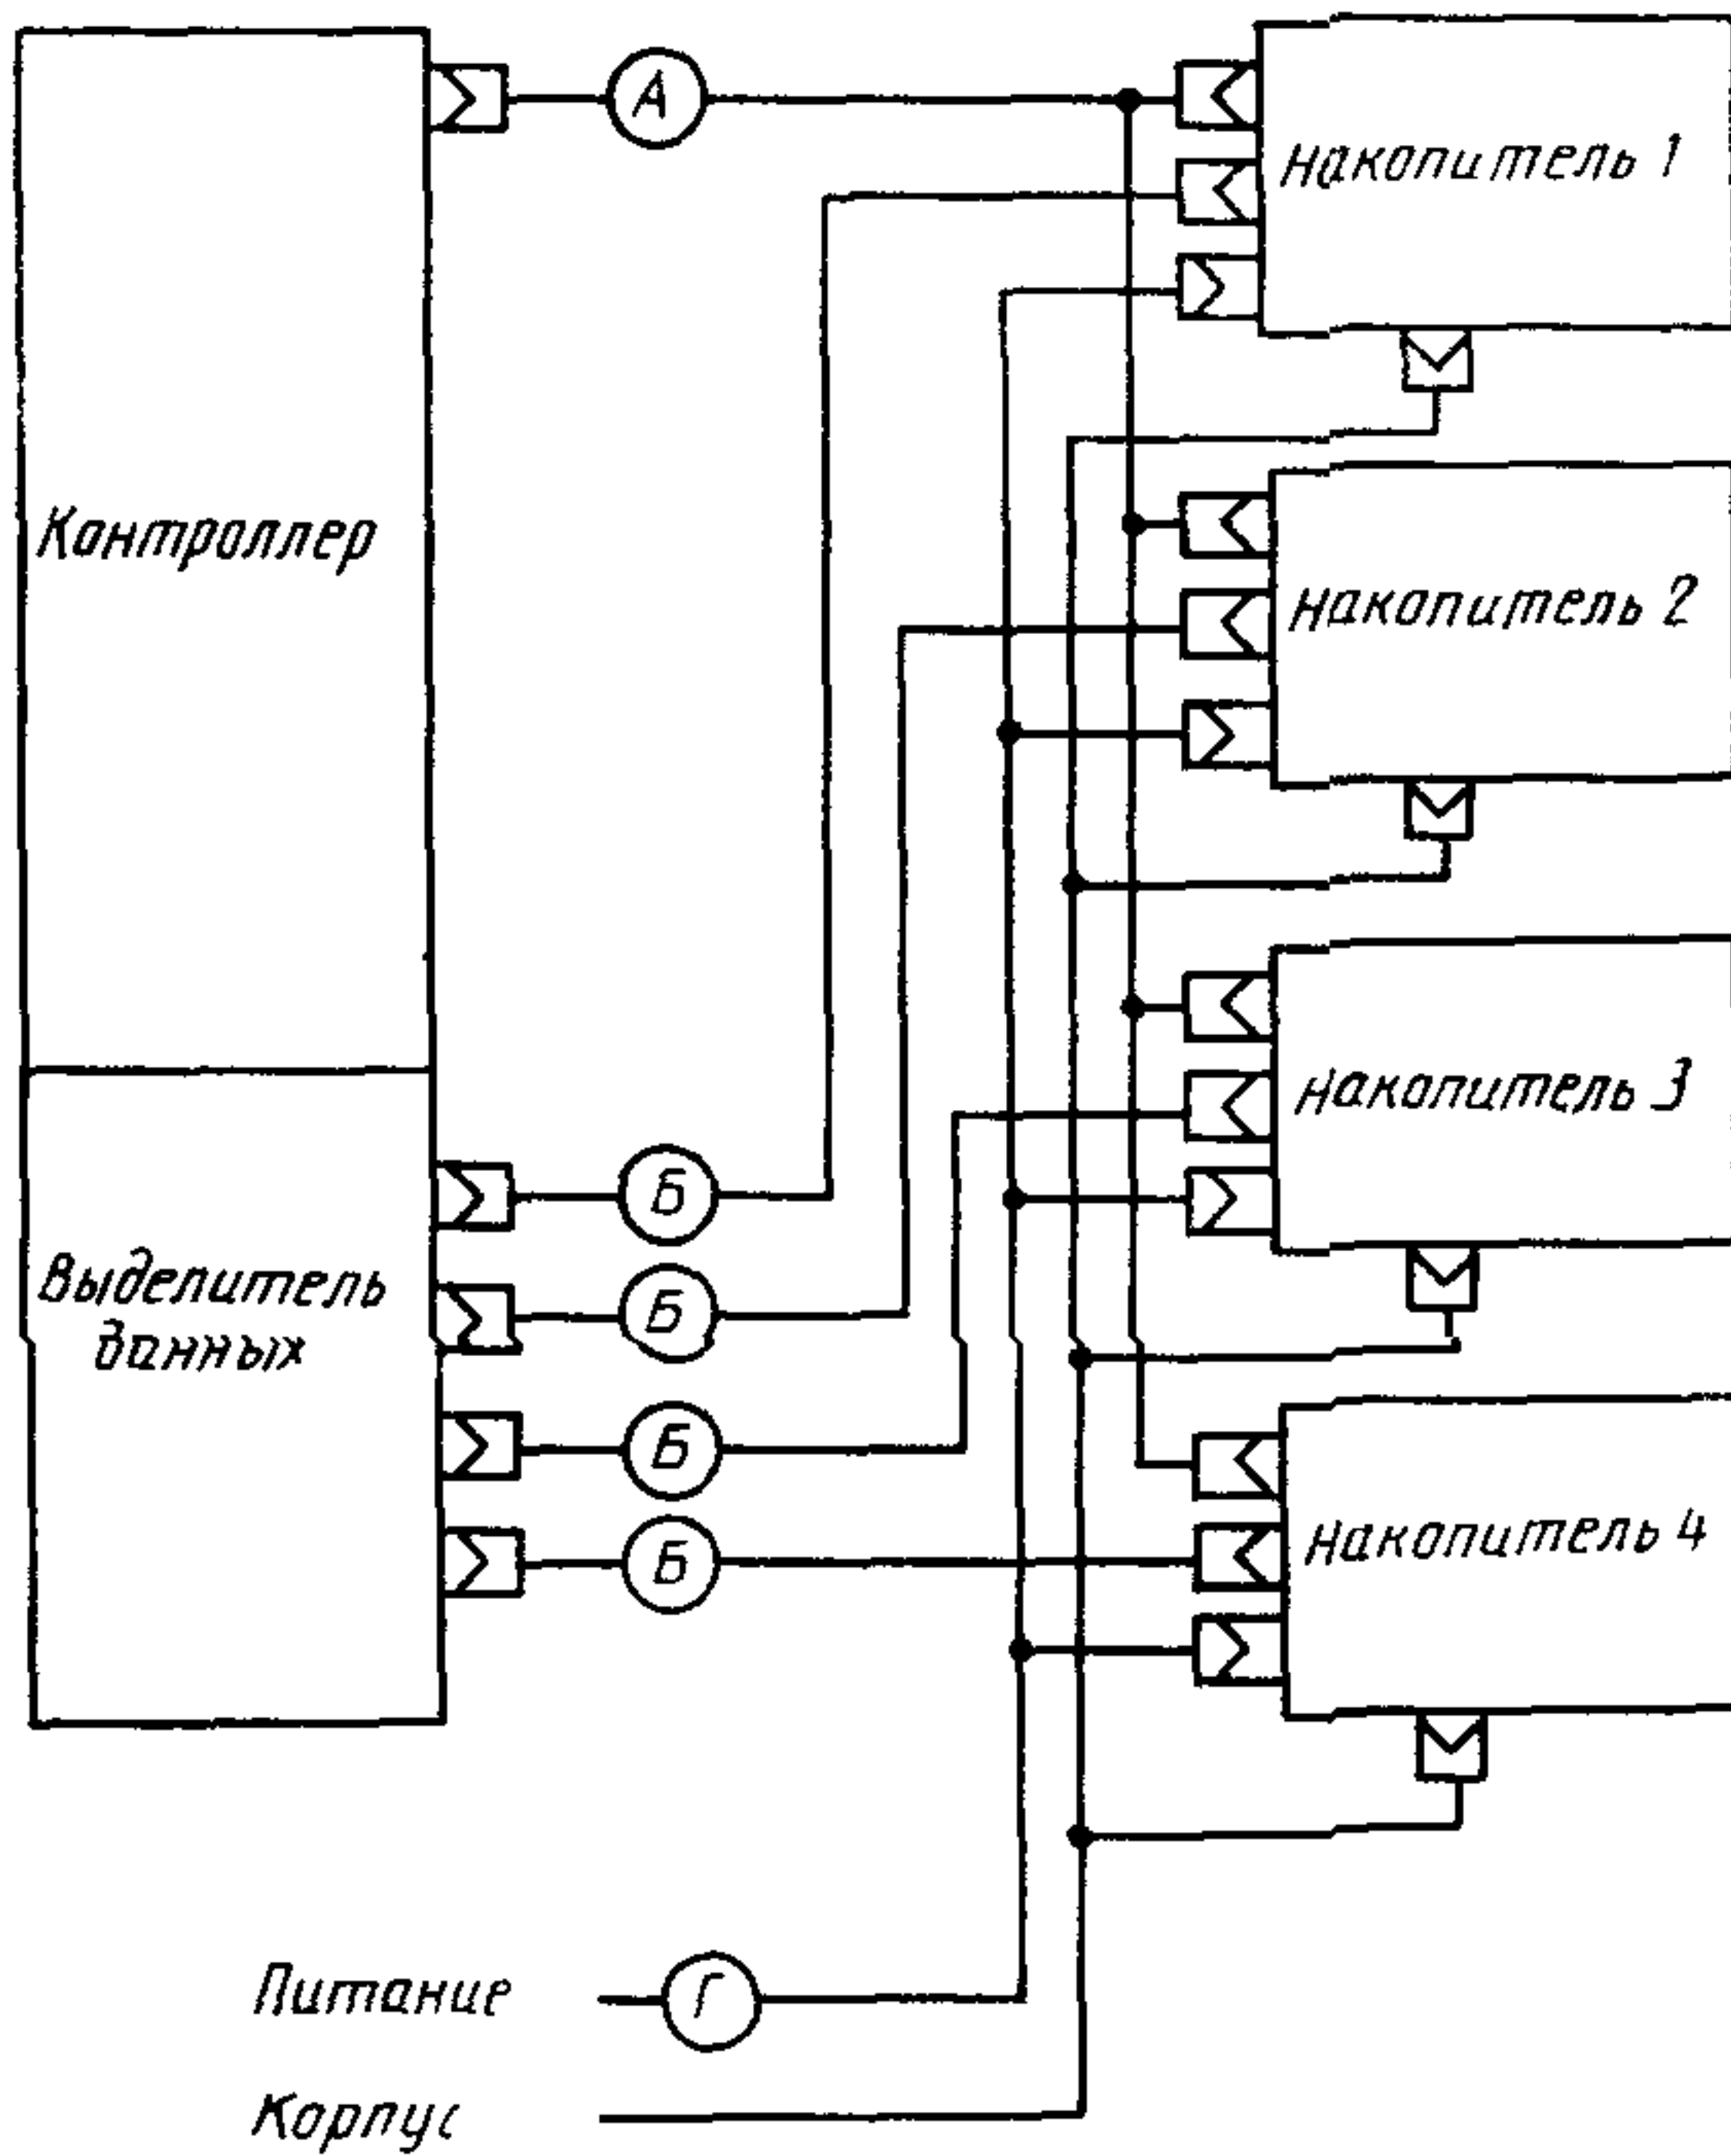 А
Накопитель 1
Контроллер
Накопитель 2
Накопитель 3
Б
Выделитель
данных
Б
Б
Накопитель 4
Б
Питание
Г
Корпус